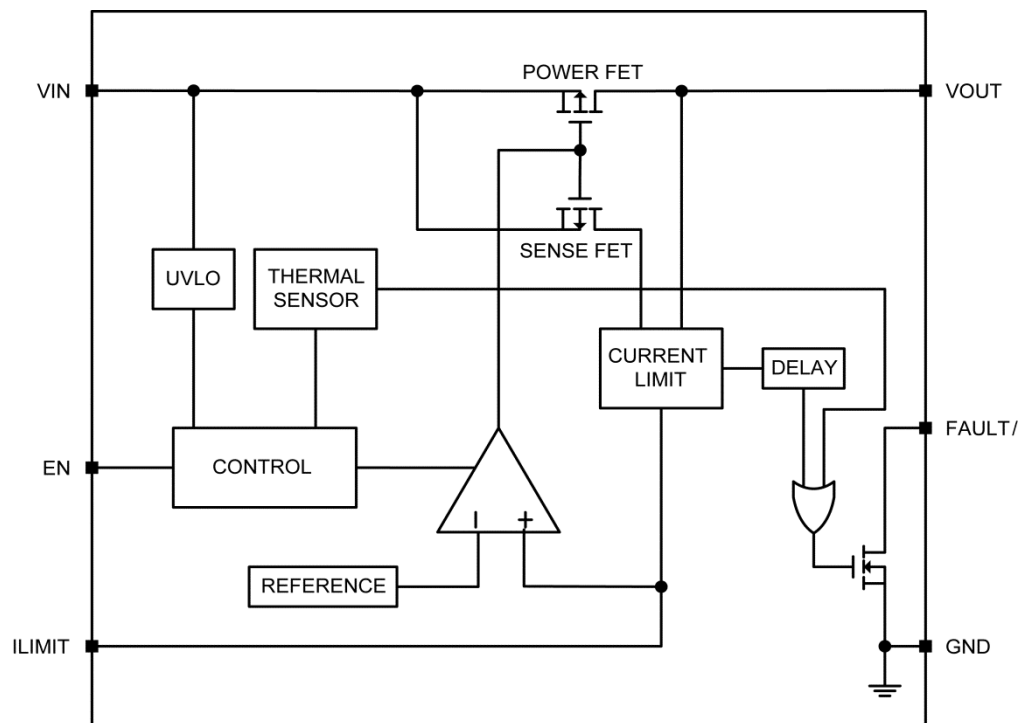 POWER FET
VIN
VOUT
SENSE FET
UVLO
THERMAL
SENSOR
CURRENT
LIMIT
DELAY
FAULT/
EN
CONTROL
REFERENCE
ILIMIT
GND